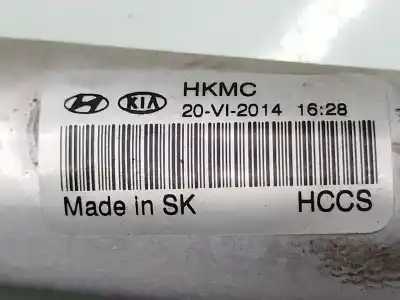 KIA HKMC
20-VI-2014 16:28
Made in SK HCCS